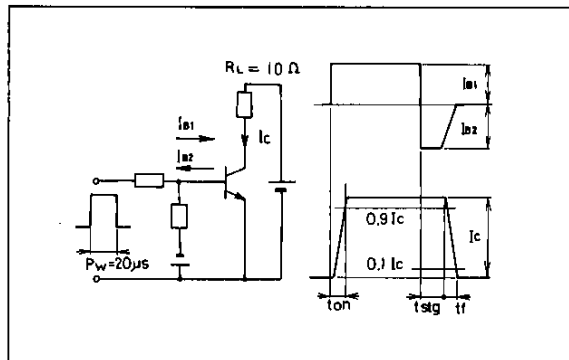 RL = 10 Ω
IB1
IB2
Ic
Pw=20μs
IB1
IB2
0,9 Ic
Ic
0,1 Ic
ton
tstg
tf